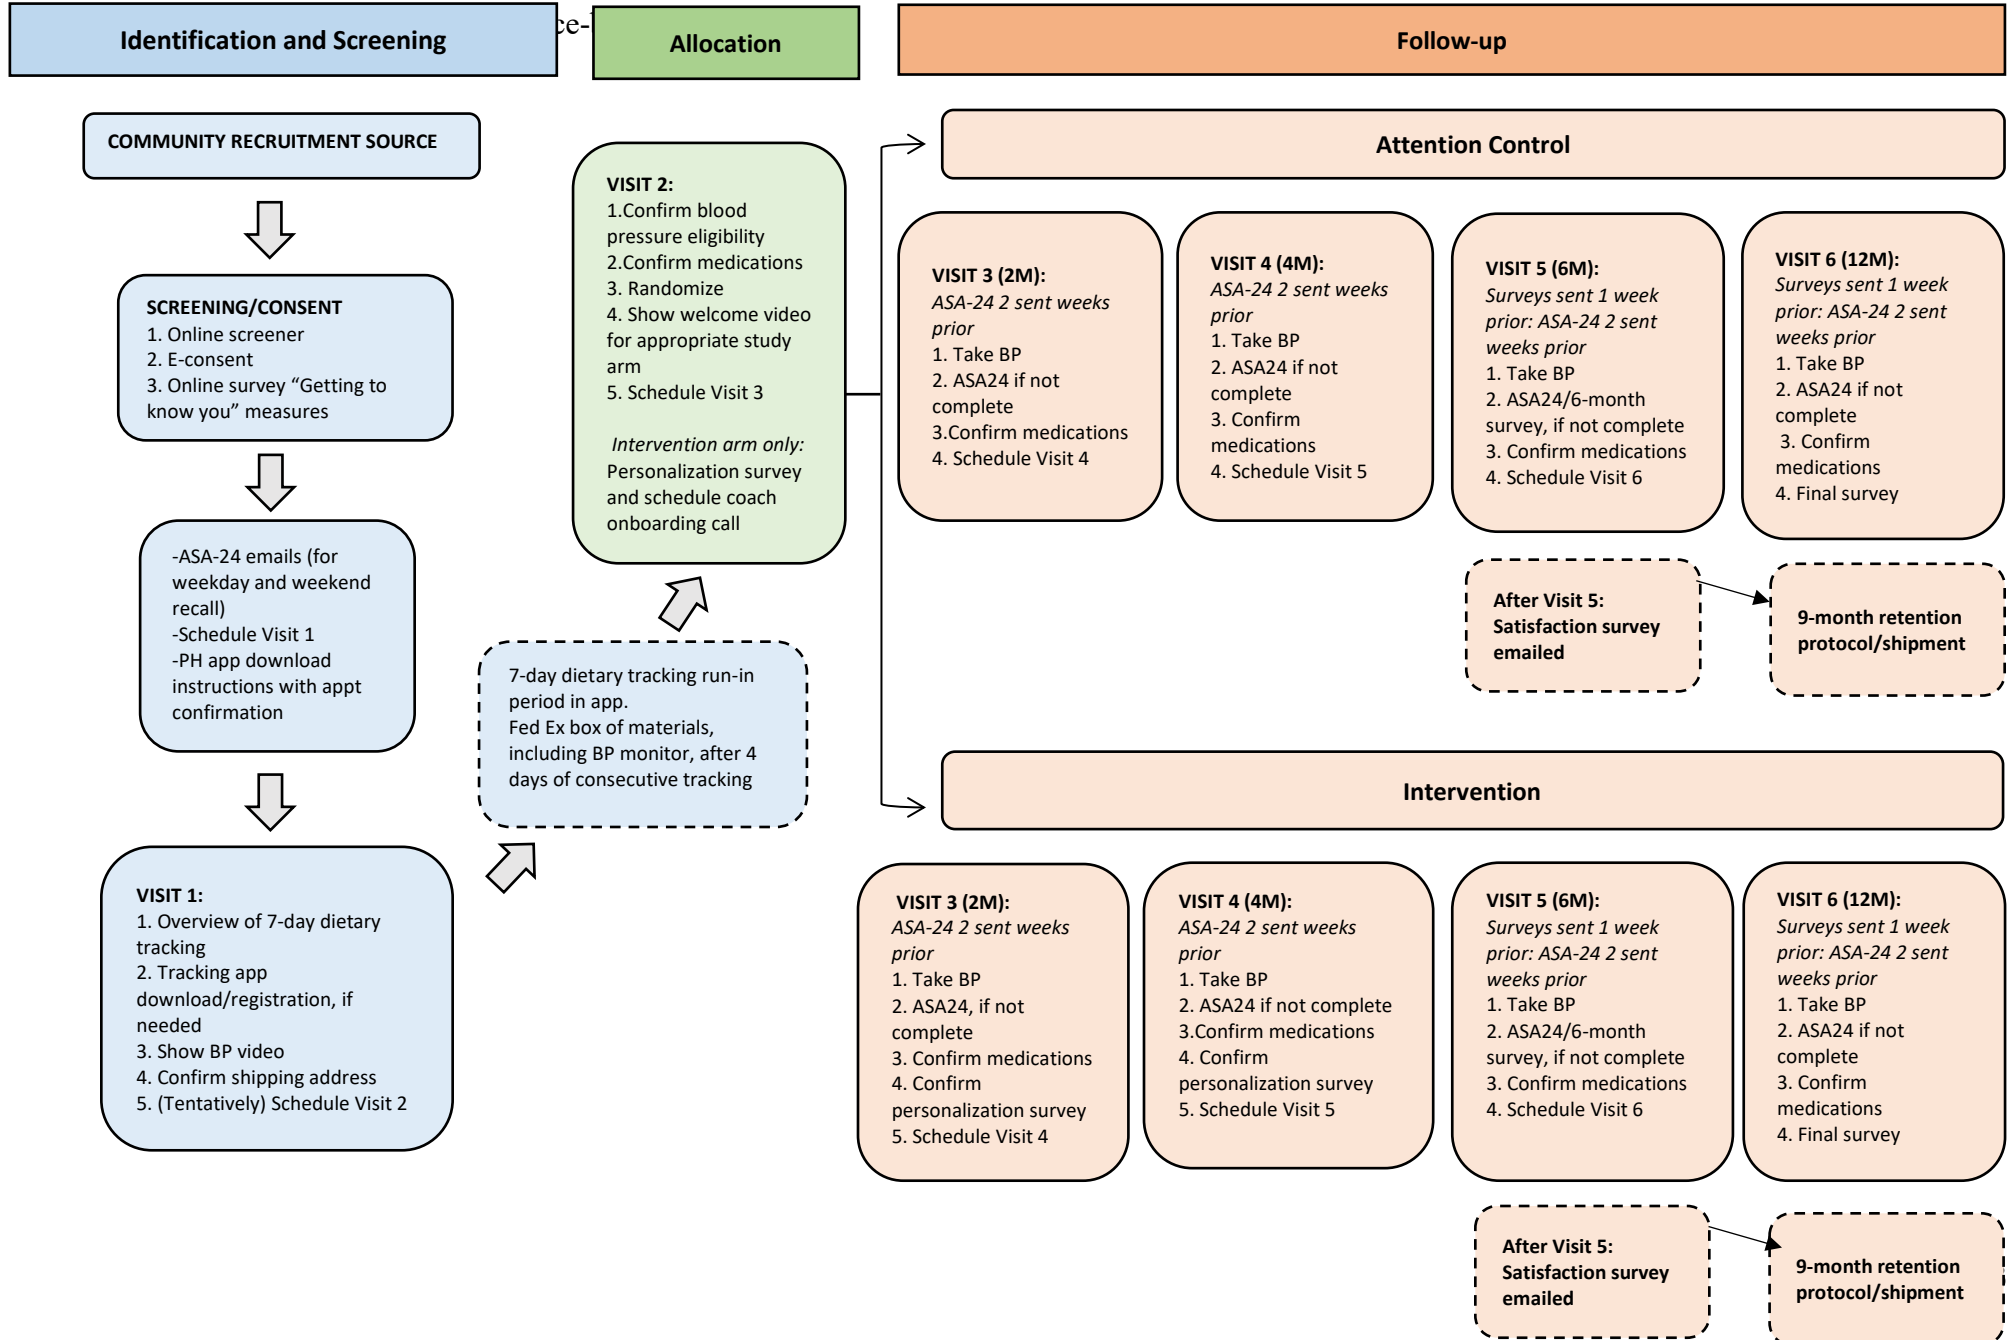 Identification and Screening
ce-
Allocation
Follow-up
COMMUNITY RECRUITMENT SOURCE
SCREENING/CONSENT
1. Online screener
2. E-consent
3. Online survey “Getting to
know you” measures
-ASA-24 emails (for
weekday and weekend
recall)
-Schedule Visit 1
-PH app download
instructions with appt
confirmation
VISIT 1:
1. Overview of 7-day dietary
tracking
2. Tracking app
download/registration, if
needed
3. Show BP video
4. Confirm shipping address
5. (Tentatively) Schedule Visit 2
7-day dietary tracking run-in
period in app.
Fed Ex box of materials,
including BP monitor, after 4
days of consecutive tracking
VISIT 2:
1.Confirm blood
pressure eligibility
2.Confirm medications
3. Randomize
4. Show welcome video
for appropriate study
arm
5. Schedule Visit 3
Intervention arm only:
Personalization survey
and schedule coach
onboarding call
Attention Control
VISIT 3 (2M):
ASA-24 2 sent weeks
prior
1. Take BP
2. ASA24 if not
complete
3.Confirm medications
4. Schedule Visit 4
VISIT 4 (4M):
ASA-24 2 sent weeks
prior
1. Take BP
2. ASA24 if not
complete
3. Confirm
medications
4. Schedule Visit 5
VISIT 5 (6M):
Surveys sent 1 week
prior: ASA-24 2 sent
weeks prior
1. Take BP
2. ASA24/6-month
survey, if not complete
3. Confirm medications
4. Schedule Visit 6
VISIT 6 (12M):
Surveys sent 1 week
prior: ASA-24 2 sent
weeks prior
1. Take BP
2. ASA24 if not
complete
3. Confirm
medications
4. Final survey
After Visit 5:
Satisfaction survey
emailed
9-month retention
protocol/shipment
Intervention
VISIT 3 (2M):
ASA-24 2 sent weeks
prior
1. Take BP
2. ASA24, if not
complete
3. Confirm medications
4. Confirm
personalization survey
5. Schedule Visit 4
VISIT 4 (4M):
ASA-24 2 sent weeks
prior
1. Take BP
2. ASA24 if not complete
3.Confirm medications
4. Confirm
personalization survey
5. Schedule Visit 5
VISIT 5 (6M):
Surveys sent 1 week
prior: ASA-24 2 sent
weeks prior
1. Take BP
2. ASA24/6-month
survey, if not complete
3. Confirm medications
4. Schedule Visit 6
VISIT 6 (12M):
Surveys sent 1 week
prior: ASA-24 2 sent
weeks prior
1. Take BP
2. ASA24 if not
complete
3. Confirm
medications
4. Final survey
After Visit 5:
Satisfaction survey
emailed
9-month retention
protocol/shipment